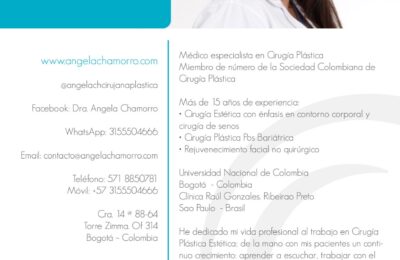 www.angelachamorro.com
@angelachcirujanaplastica
Facebook: Dra. Angela Chamorro
WhatsApp: 3155504666
Email: contacto@angelachamorro.com
Teléfono: 571 8850781
Móvil: +57 3155504666
Cra. 14 # 88-64
Torre Zimma. Of 314
Bogotá – Colombia
Médico especialista en Cirugía Plástica
Miembro de número de la Sociedad Colombiana de
Cirugía Plástica
Más de 15 años de experiencia:
• Cirugía Estética con énfasis en contorno corporal y
cirugía de senos
• Cirugía Plástica Pos Bariátrica
• Rejuvenecimiento facial no quirúrgico
Universidad Nacional de Colombia
Bogotá - Colombia
Clínica Raúl Gonzalas. Ribeirao Preto
Sao Paulo - Brasil
He dedicado mi vida profesional al trabajo en Cirugía
Plástica Estética: de la mano con mis pacientes un conti-
nuo crecimiento: aprender a escuchar, trabajar con el